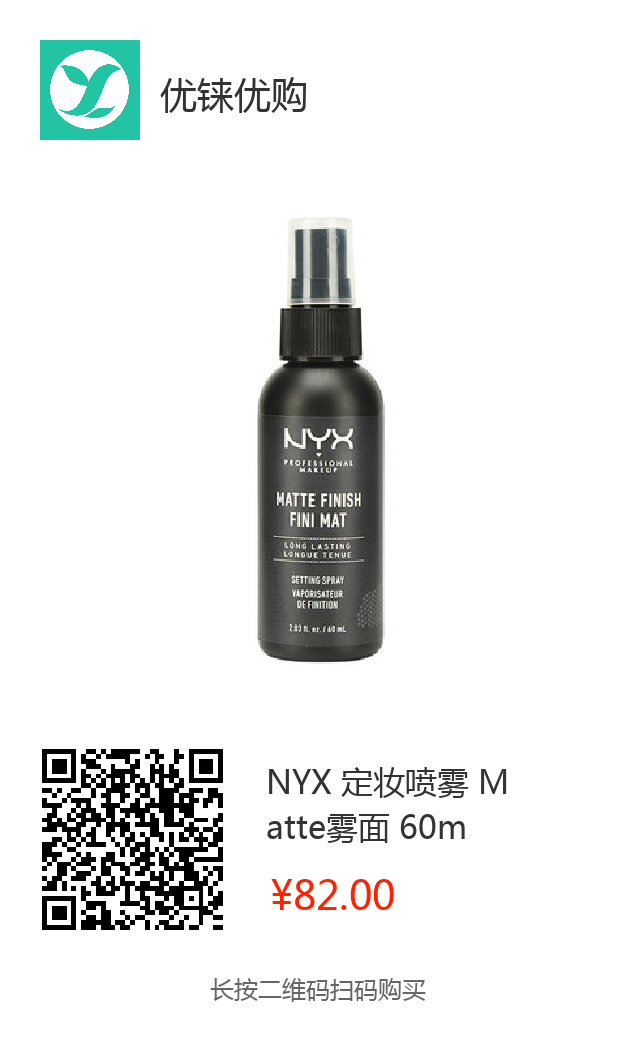 优铼优购
NYX
PROFESSIONAL
MAKEUP
MATTE FINISH
FINI MAT
LONG LASTING
LONGUE TENUE
SETTING SPRAY
VAPORISATEUR
DE FINITION
2.03 fl. oz. / 60 mL
NYX 定妆喷雾 M
atte雾面 60m
¥82.00
长按二维码扫码购买